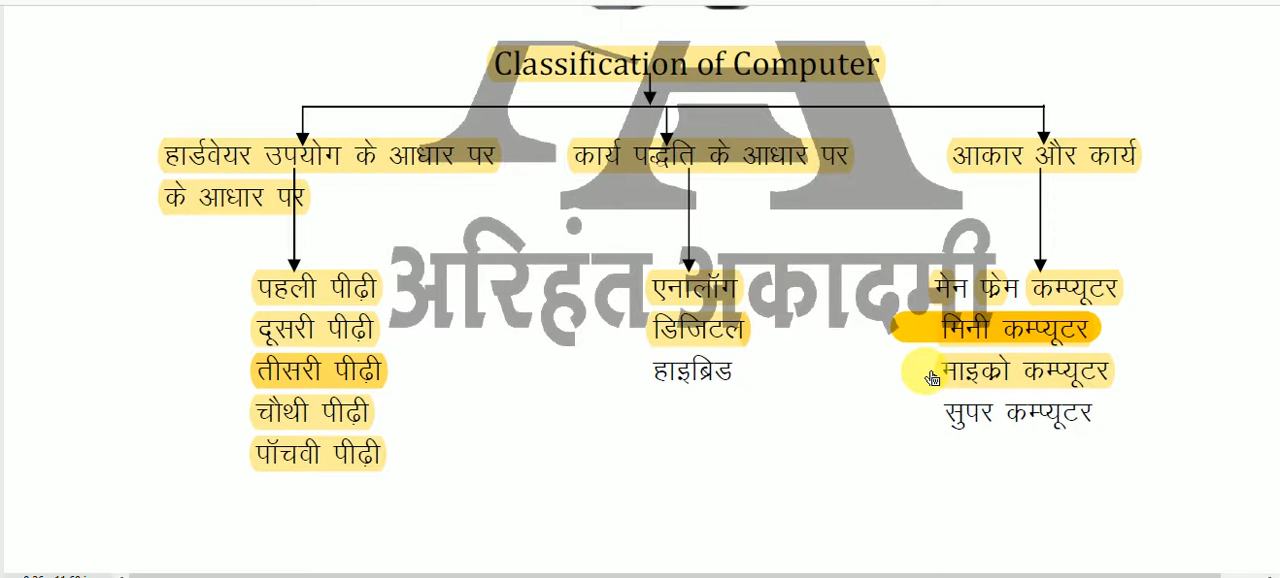 Classification of Computer
हार्डवेयर उपयोग के आधार पर
के आधार पर
पहली पीढ़ी
दूसरी पीढ़ी
तीसरी पीढ़ी
चौथी पीढ़ी
पॉचवी पीढ़ी
कार्य पद्धति के आधार पर
एनालॉग
डिजिटल
हाइब्रिड
आकार और कार्य
मेन फ्रेम कम्प्यूटर
मिनी कम्प्यूटर
माइक्रो कम्प्यूटर
सुपर कम्प्यूटर
अरिहंत अकादमी